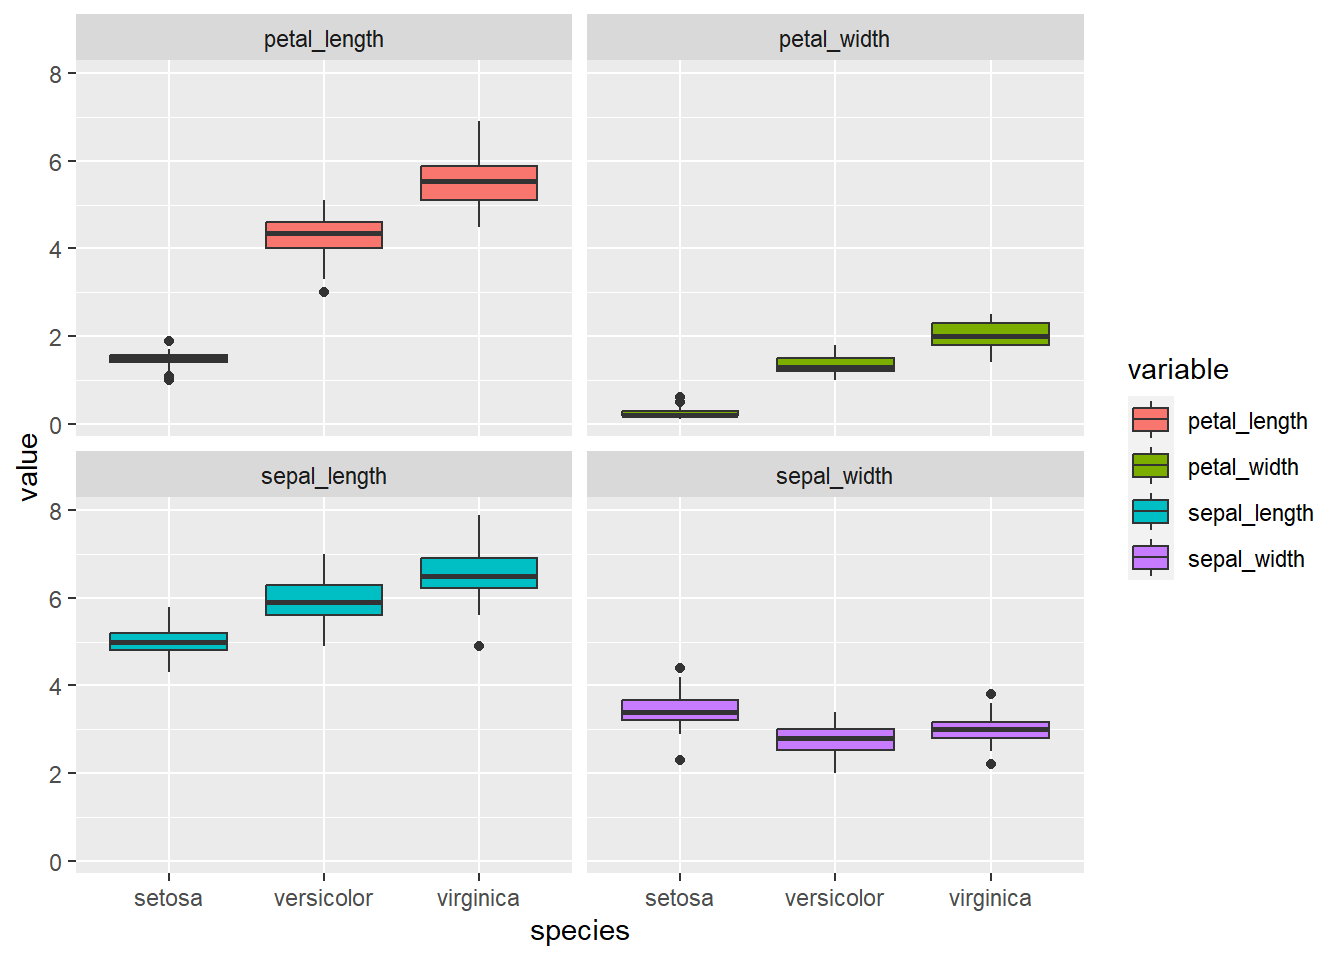 petal_length
petal_width
8
6
4
2
0
value
sepal_length
sepal_width
8
6
4
2
0
setosa
versicolor
virginica
setosa
versicolor
virginica
species
variable
petal_length
petal_width
sepal_length
sepal_width